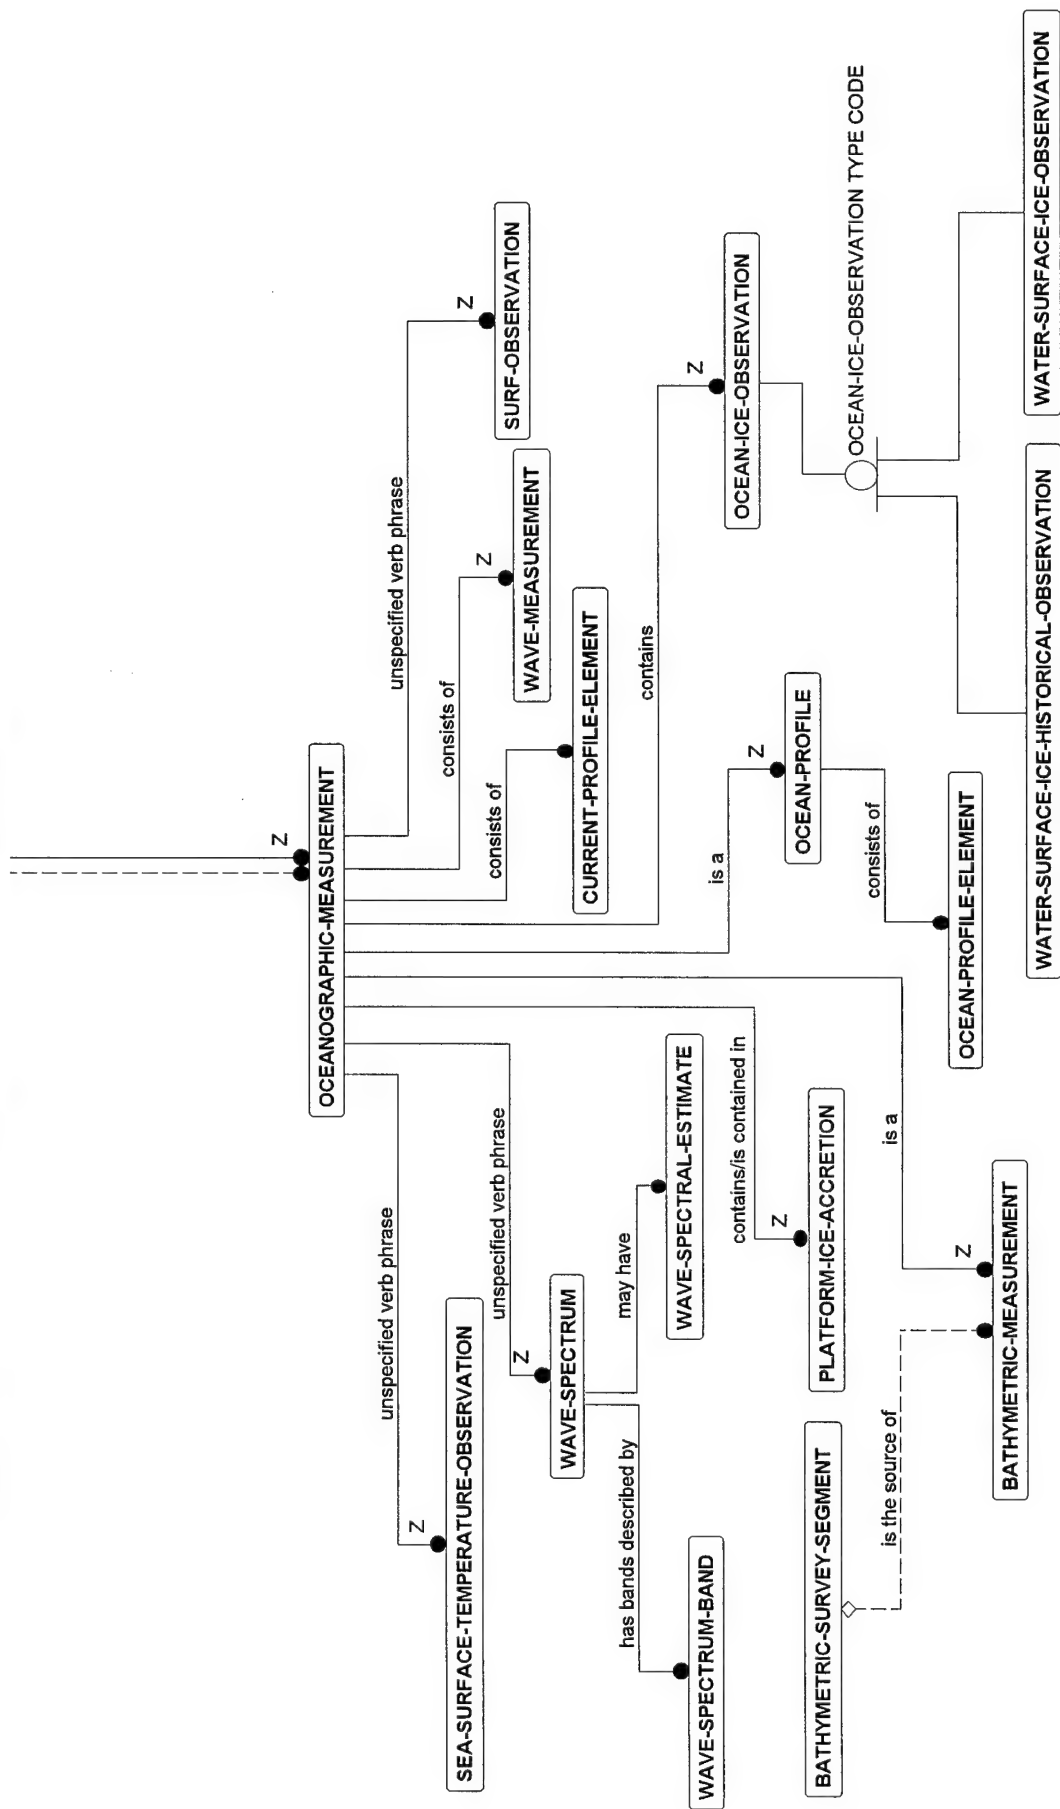 Z
OCEANOGRAPHIC-MEASUREMENT
unspecified verb phrase
Z
SEA-SURFACE-TEMPERATURE-OBSERVATION
unspecified verb phrase
Z
WAVE-SPECTRUM
has bands described by
WAVE-SPECTRUM-BAND
may have
WAVE-SPECTRAL-ESTIMATE
contains/is contained in
Z
PLATFORM-ICE-ACCRETION
BATHYMETRIC-SURVEY-SEGMENT
is the source of
is a
Z
BATHYMETRIC-MEASUREMENT
is a
Z
OCEAN-PROFILE
consists of
OCEAN-PROFILE-ELEMENT
contains
Z
OCEAN-ICE-OBSERVATION
OCEAN-ICE-OBSERVATION TYPE CODE
WATER-SURFACE-ICE-HISTORICAL-OBSERVATION
WATER-SURFACE-ICE-OBSERVATION
consists of
CURRENT-PROFILE-ELEMENT
consists of
Z
WAVE-MEASUREMENT
unspecified verb phrase
Z
SURF-OBSERVATION